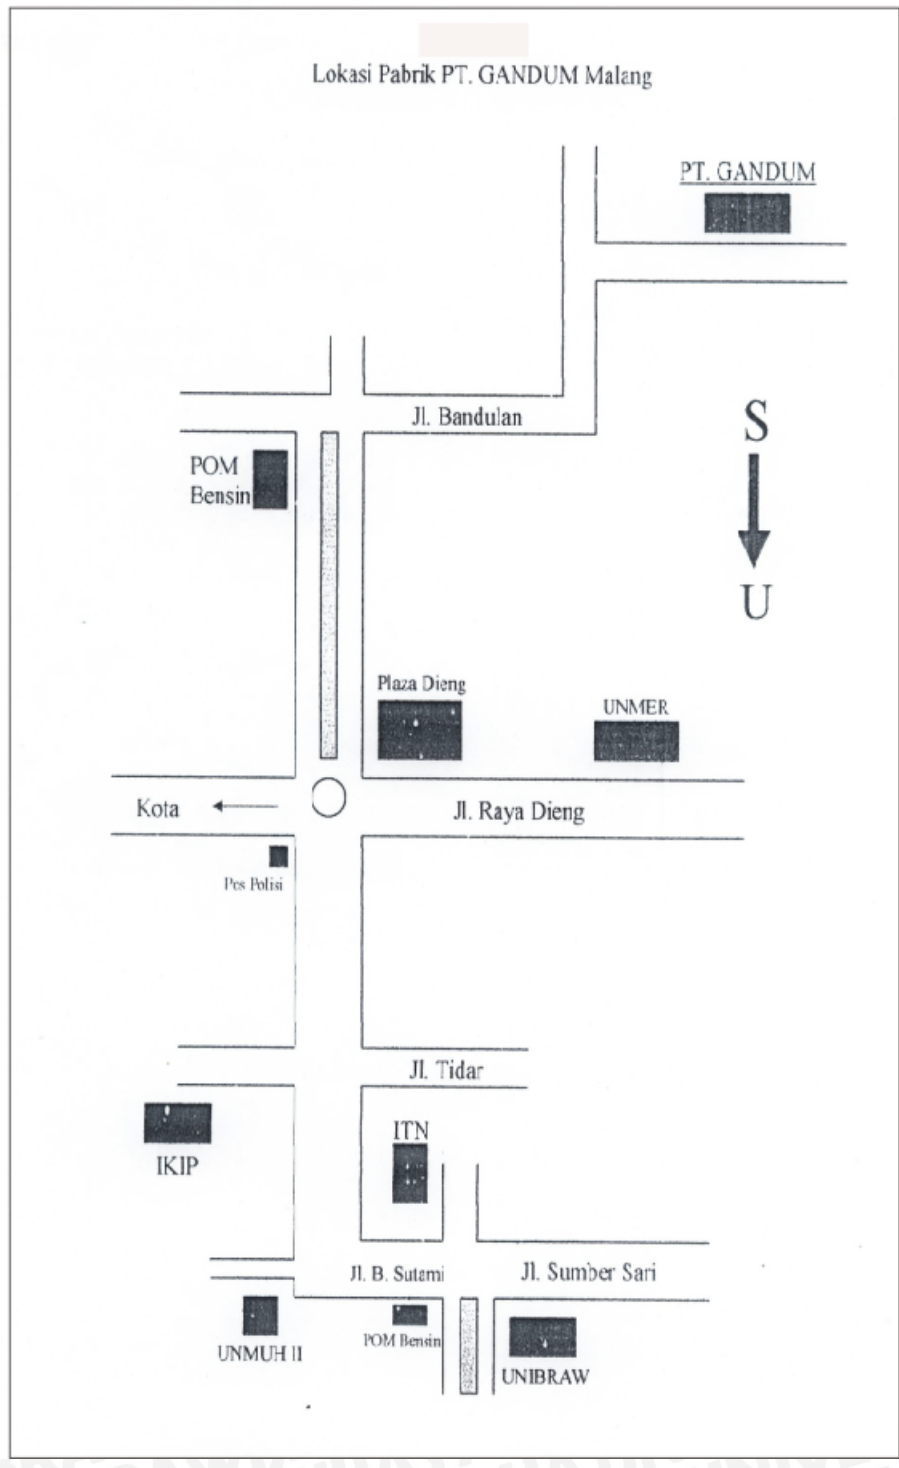 Lokasi Pabrik PT. GANDUM Malang
PT. GANDUM
Jl. Bandulan
S
POM
Bensin
U
Plaza Dieng
UNMER
Kota
Jl. Raya Dieng
Pos Polisi
Jl. Tidar
ITN
IKIP
Jl. B. Sutami
Jl. Sumber Sari
UNMUH II
POM Bensin
UNIBRAW